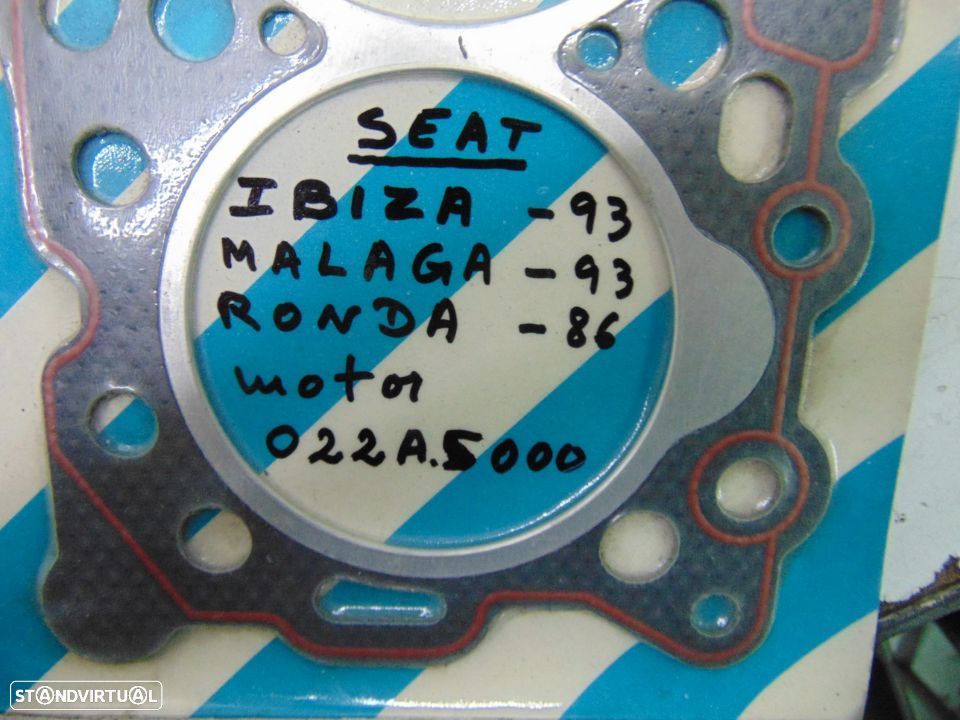 SEAT
IBIZA - 93
MALAGA - 93
RONDA - 86
motor
022A.5000
STANDVIRTUAL